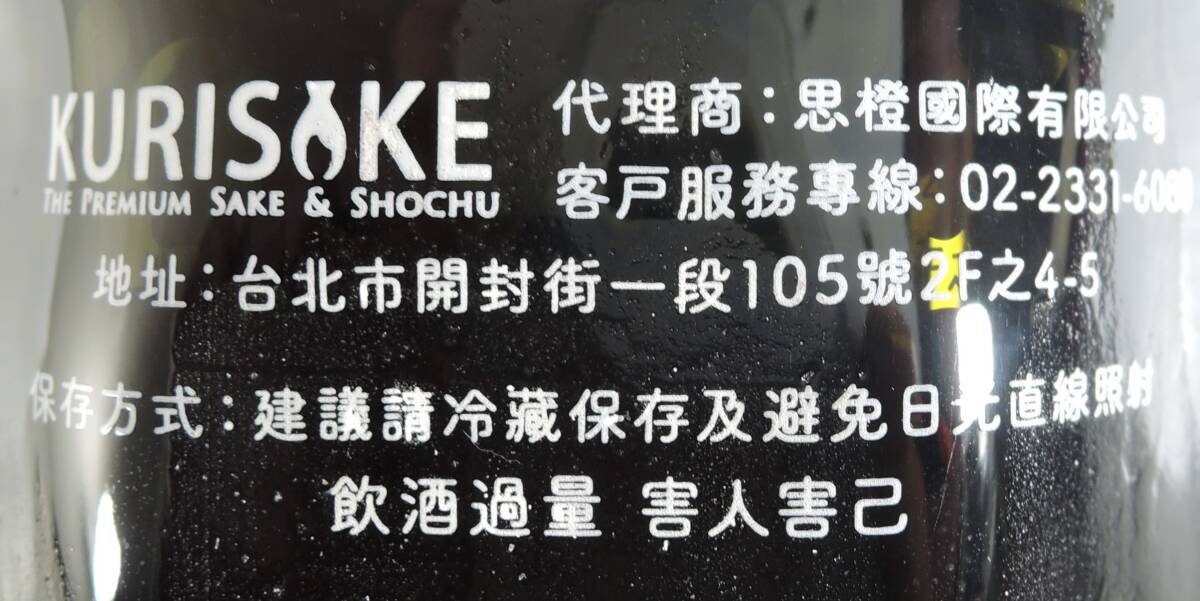 KURISAKE
THE PREMIUM SAKE & SHOCHU
代理商：思橙國際有限公司
客戶服務專線：02-2331-6080
地址：台北市開封街一段105號2F之4-5
保存方式：建議請冷藏保存及避免日光直線照射
飲酒過量 害人害己